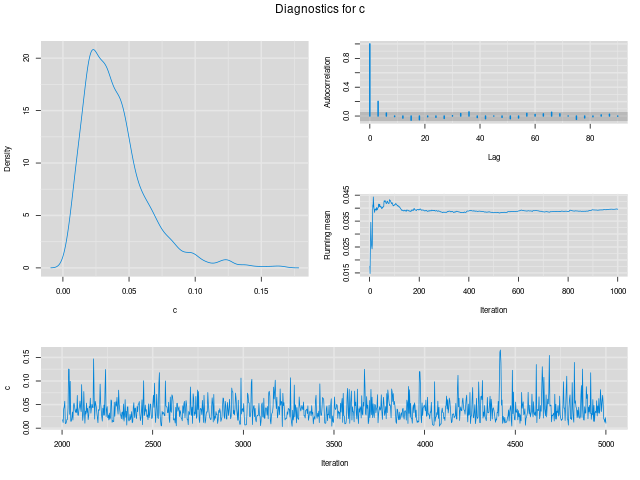 Diagnostics for c
Density
20
15
10
5
0
0.00 0.05 0.10 0.15
c
Autocorrelation
0.8
0.4
0.0
0 20 40 60 80
Lag
Running mean
0.045
0.035
0.025
0.015
0 200 400 600 800 1000
Iteration
c
0.15
0.10
0.05
0.00
2000 2500 3000 3500 4000 4500 5000
Iteration